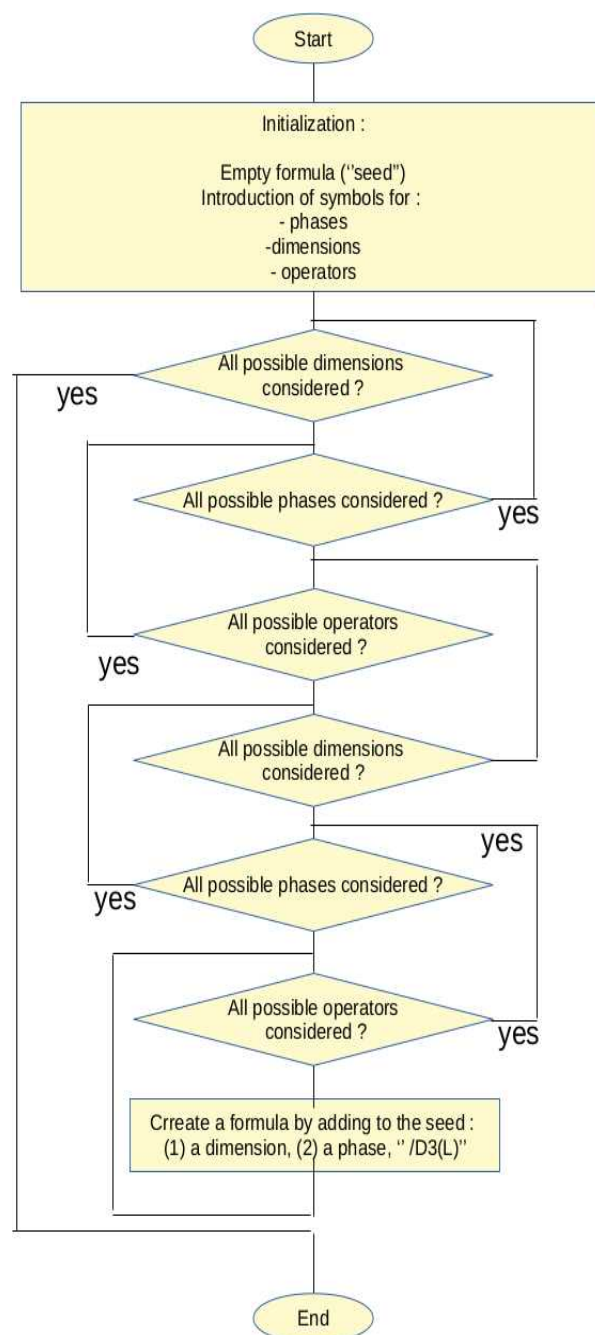 Start
Initialization :
Empty formula (‘’seed’’)
Introduction of symbols for :
- phases
-dimensions
- operators
All possible dimensions
considered ?
yes
All possible phases considered ?
yes
All possible operators
considered ?
yes
All possible dimensions
considered ?
yes
All possible phases considered ?
yes
All possible operators
considered ?
yes
Crreate a formula by adding to the seed :
(1) a dimension, (2) a phase, ‘’ /D3(L)’’
End